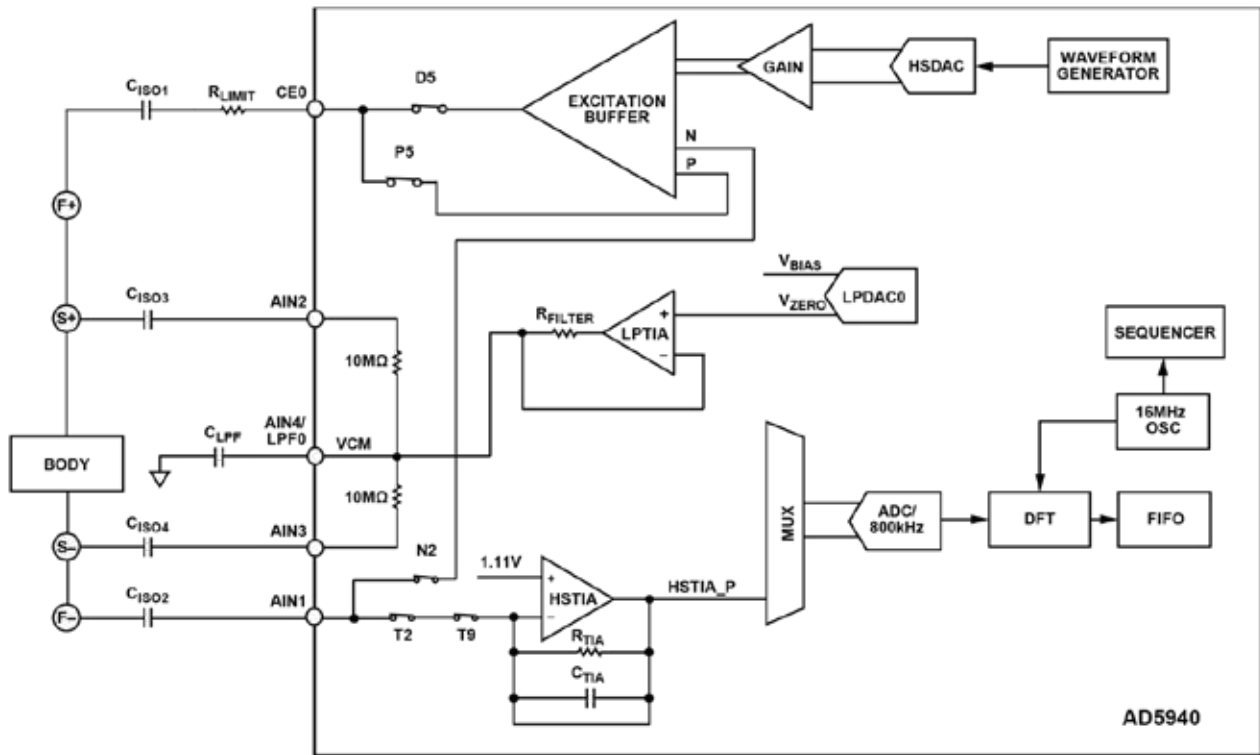 CISO1
RLIMIT
CE0
D5
EXCITATION
BUFFER
GAIN
HSDAC
WAVEFORM
GENERATOR
N
P
P5
F+
S+
CISO3
AIN2
10MΩ
RFILTER
LPTIA
+
−
VBIAS
VZERO
LPDAC0
SEQUENCER
16MHz
OSC
AIN4/
LPF0
CLPF
VCM
BODY
10MΩ
S−
CISO4
AIN3
F−
CISO2
AIN1
N2
T2
T9
1.11V
+
−
HSTIA
HSTIA_P
RTIA
CTIA
MUX
ADC/
800kHz
DFT
FIFO
AD5940